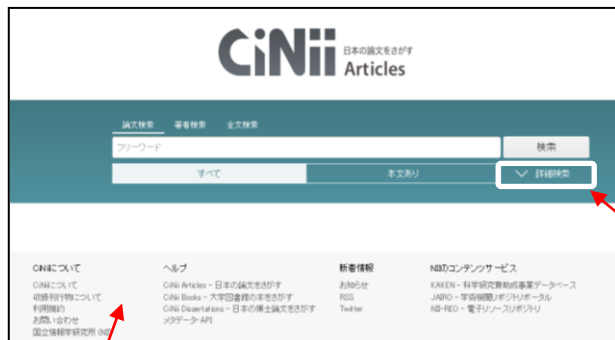 CiNii 日本の論文をさがす
Articles
論文検索 著者検索 全文検索
フリーワード 検索
すべて 本文あり 詳細検索
CiNiiについて ヘルプ 新着情報 NIIのコンテンツサービス
CiNiiについて CiNii Articles - 日本の論文をさがす お知らせ KAKEN - 科学研究費助成事業データベース
収録刊行物について CiNii Books - 大学図書館の本をさがす RSS JAIRO - 学術機関リポジトリポータル
利用規約 CiNii Dissertations - 日本の博士論文をさがす Twitter NII-REO - 電子リソースリポジトリ
お問い合わせ メタデータ・API
国立情報学研究所 (NII)